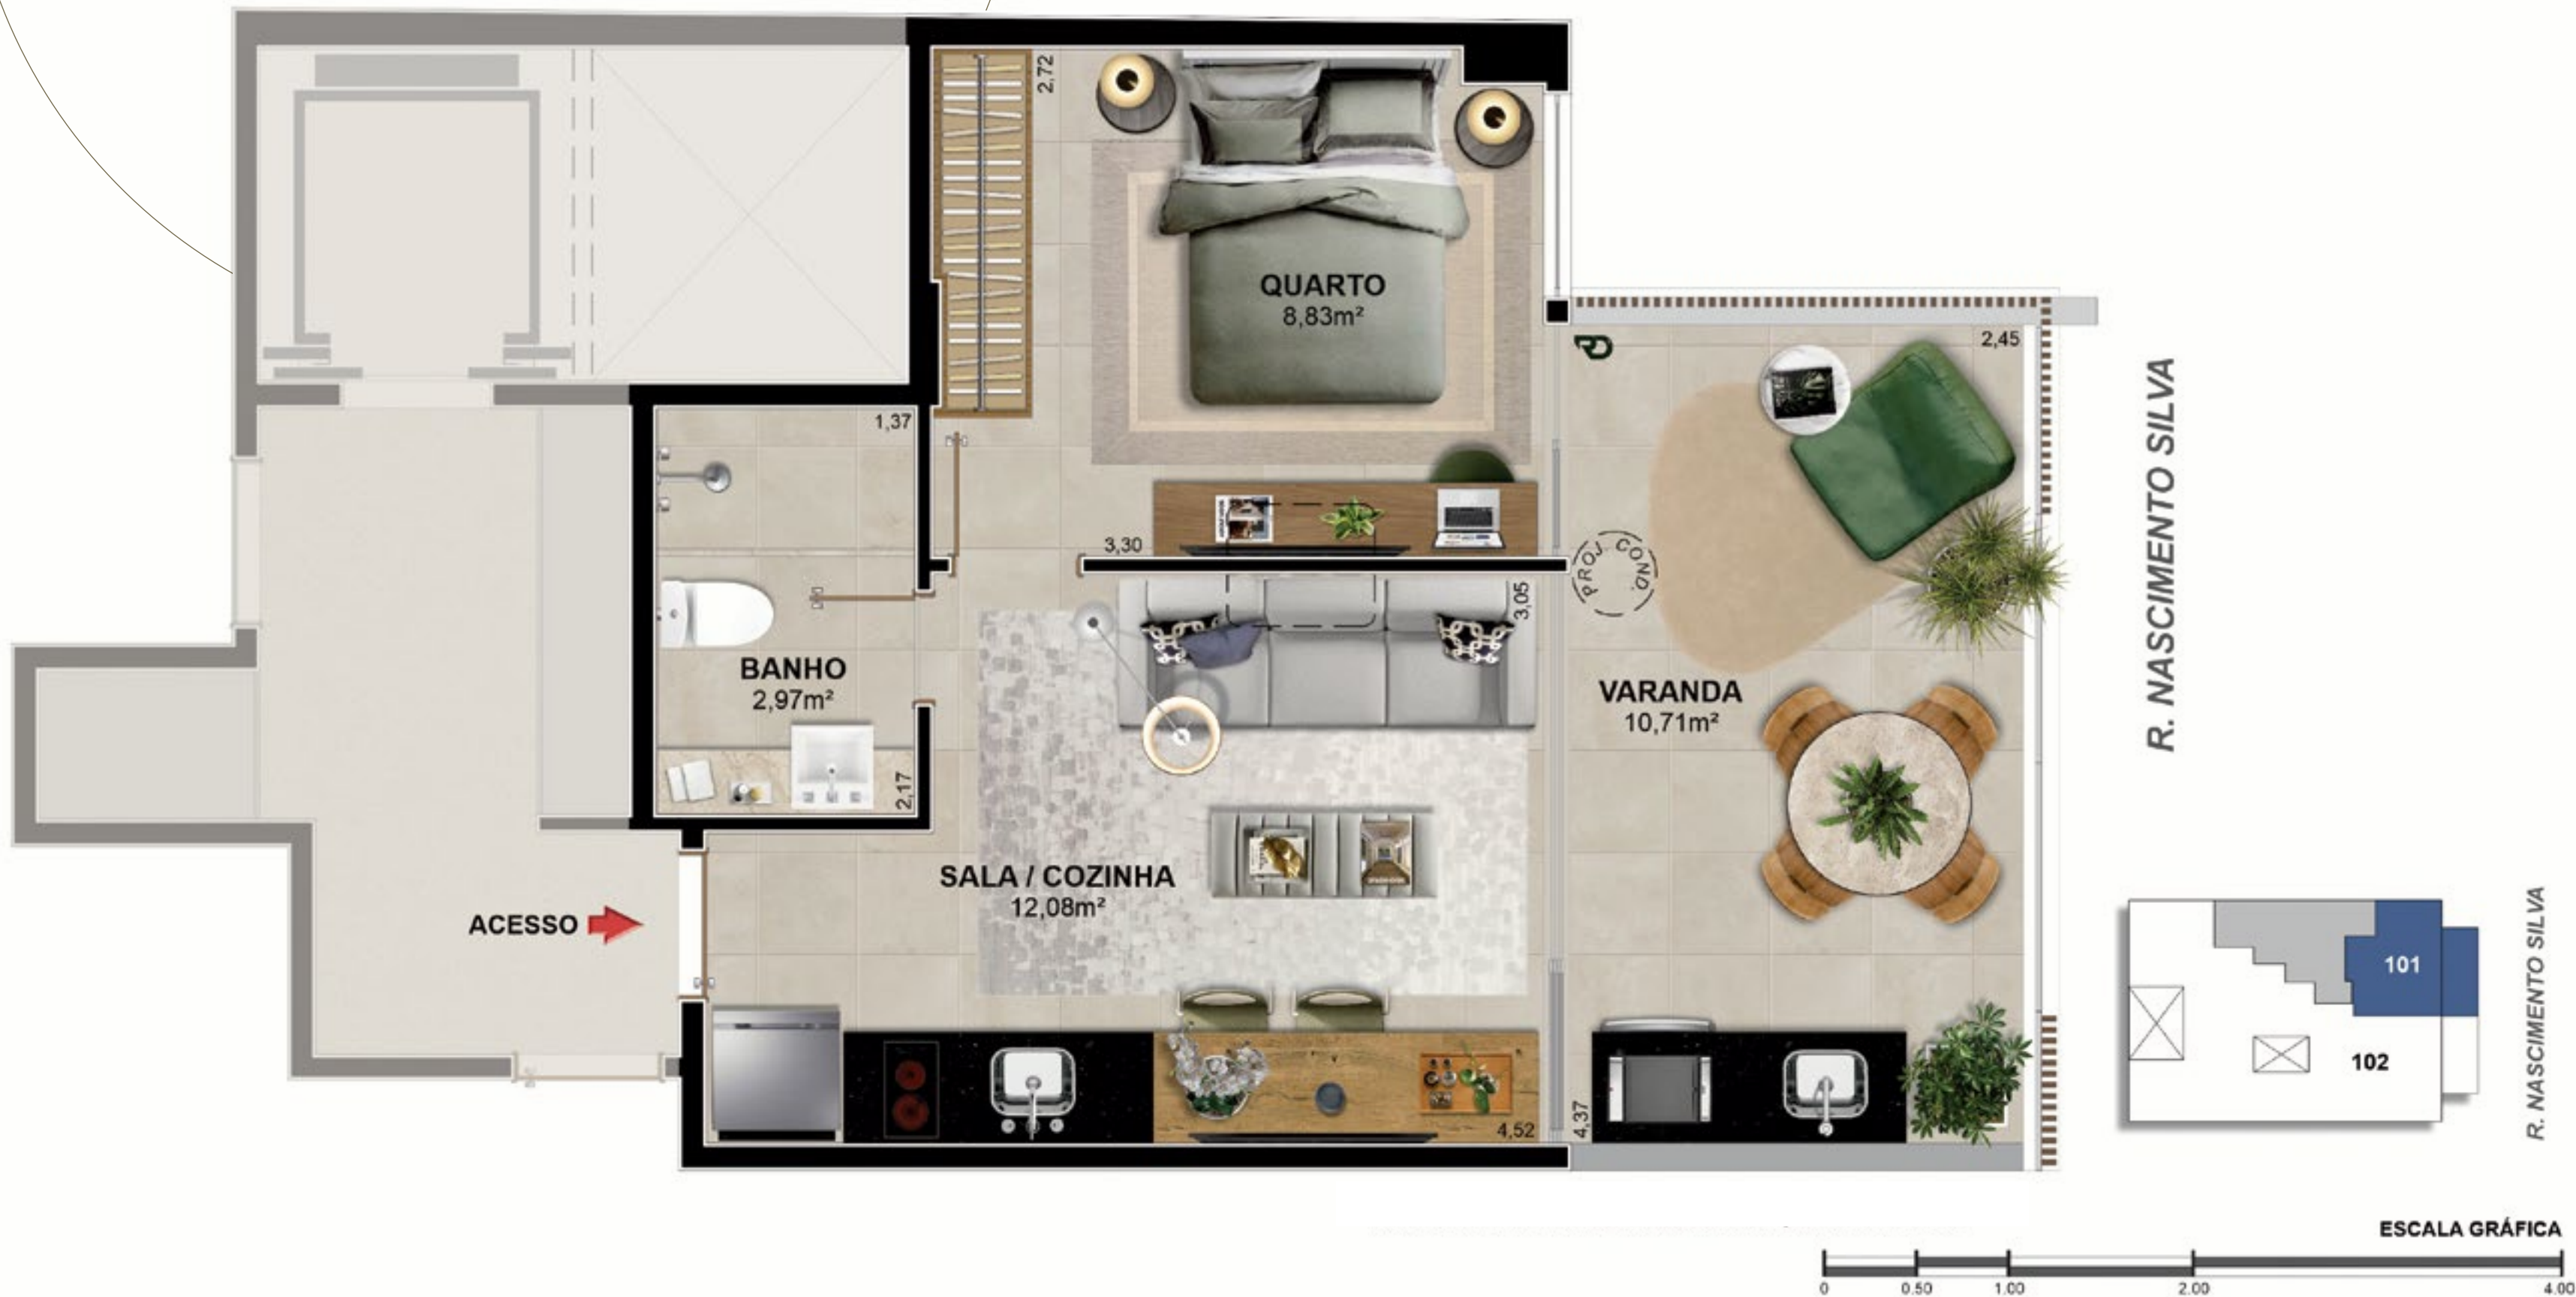 2,72
QUARTO
8,83m²
2,45
1,37
3,30
PROJ. COND.
3,05
BANHO
2,97m²
2,17
VARANDA
10,71m²
SALA / COZINHA
12,08m²
ACESSO
4,52
4,37
R. NASCIMENTO SILVA
101
102
R. NASCIMENTO SILVA
ESCALA GRÁFICA
0 0.50 1.00 2.00 4.00